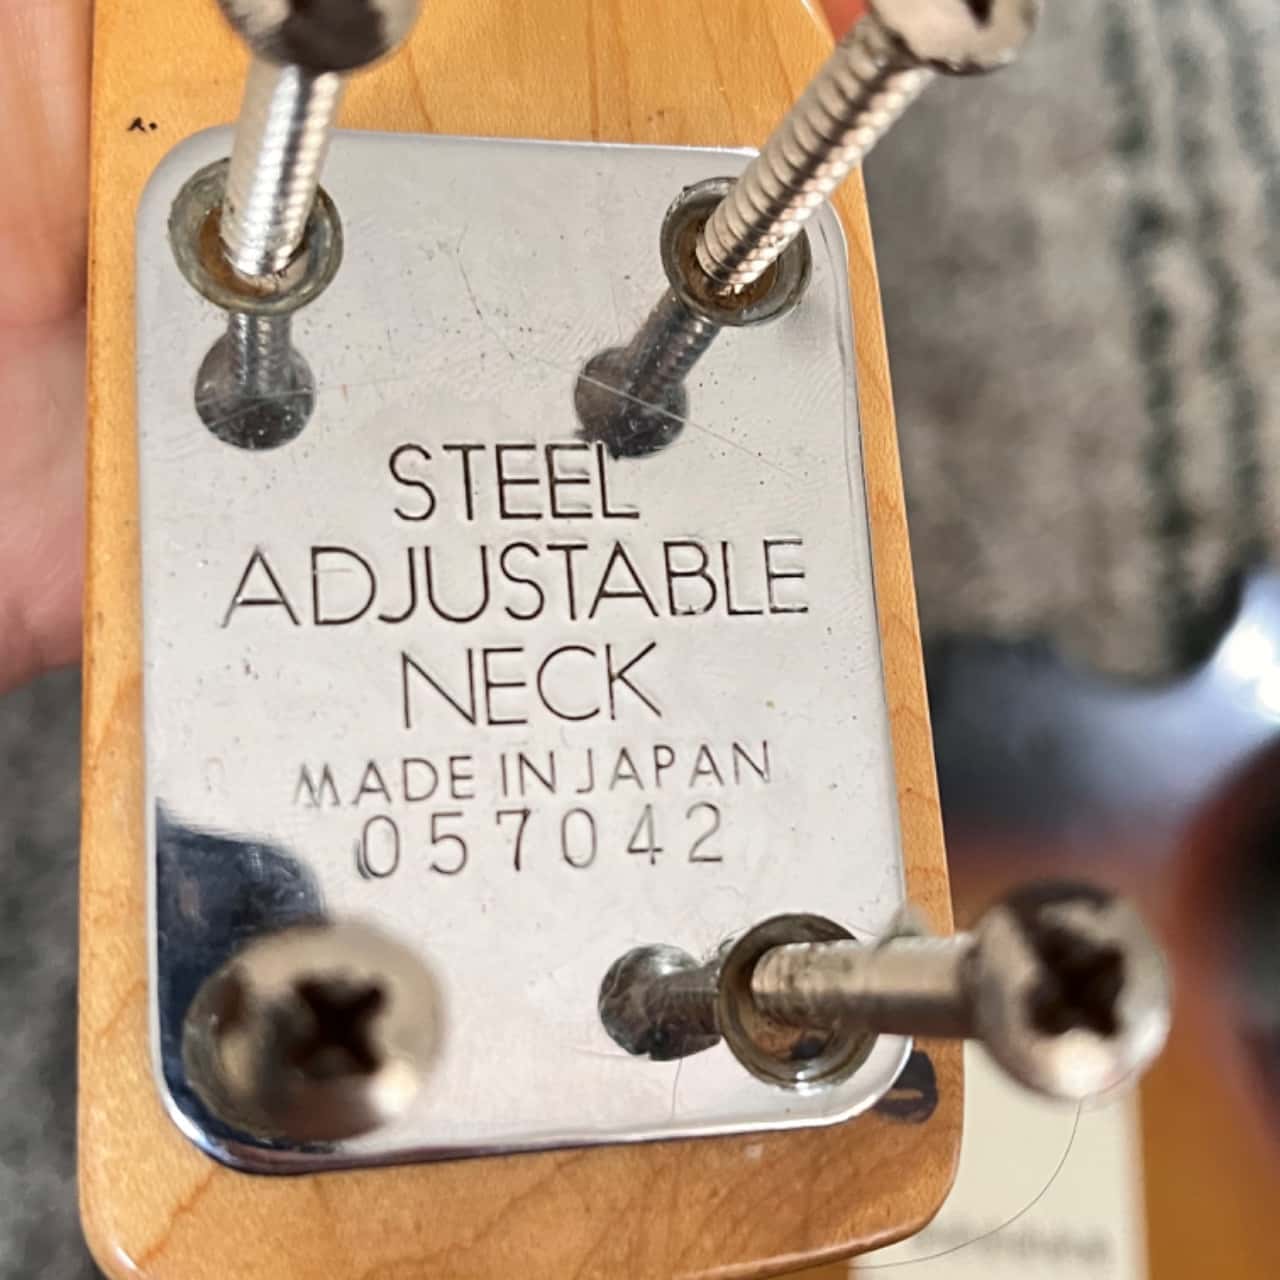 STEEL
ADJUSTABLE
NECK
MADE IN JAPAN
057042